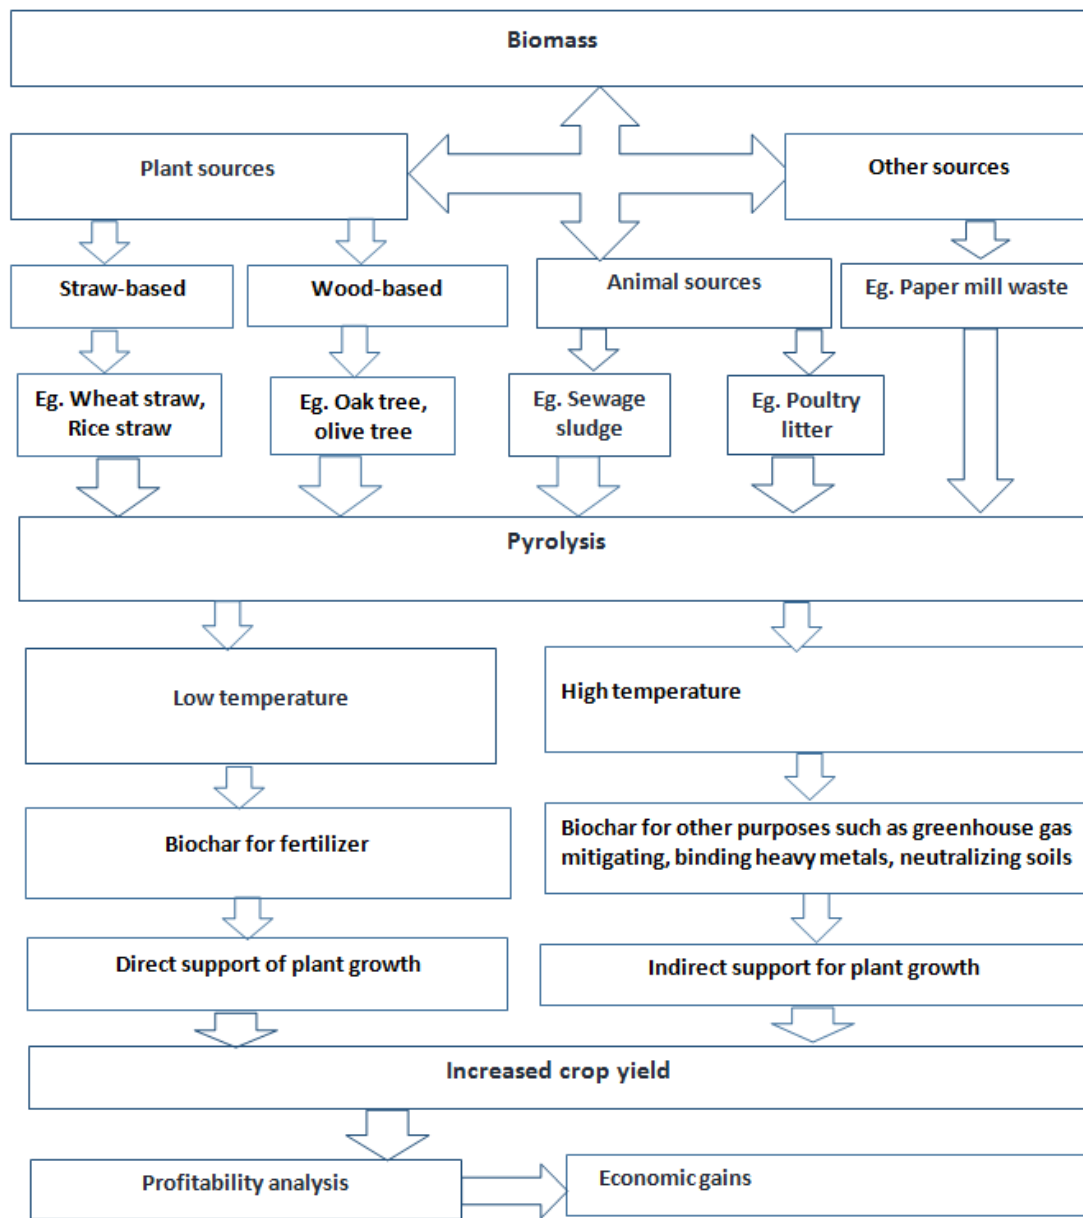 Biomass
Plant sources
Other sources
Straw-based
Wood-based
Animal sources
Eg. Paper mill waste
Eg. Wheat straw,
Rice straw
Eg. Oak tree,
olive tree
Eg. Sewage
sludge
Eg. Poultry
litter
Pyrolysis
Low temperature
High temperature
Biochar for fertilizer
Biochar for other purposes such as greenhouse gas
mitigating, binding heavy metals, neutralizing soils
Direct support of plant growth
Indirect support for plant growth
Increased crop yield
Profitability analysis
Economic gains